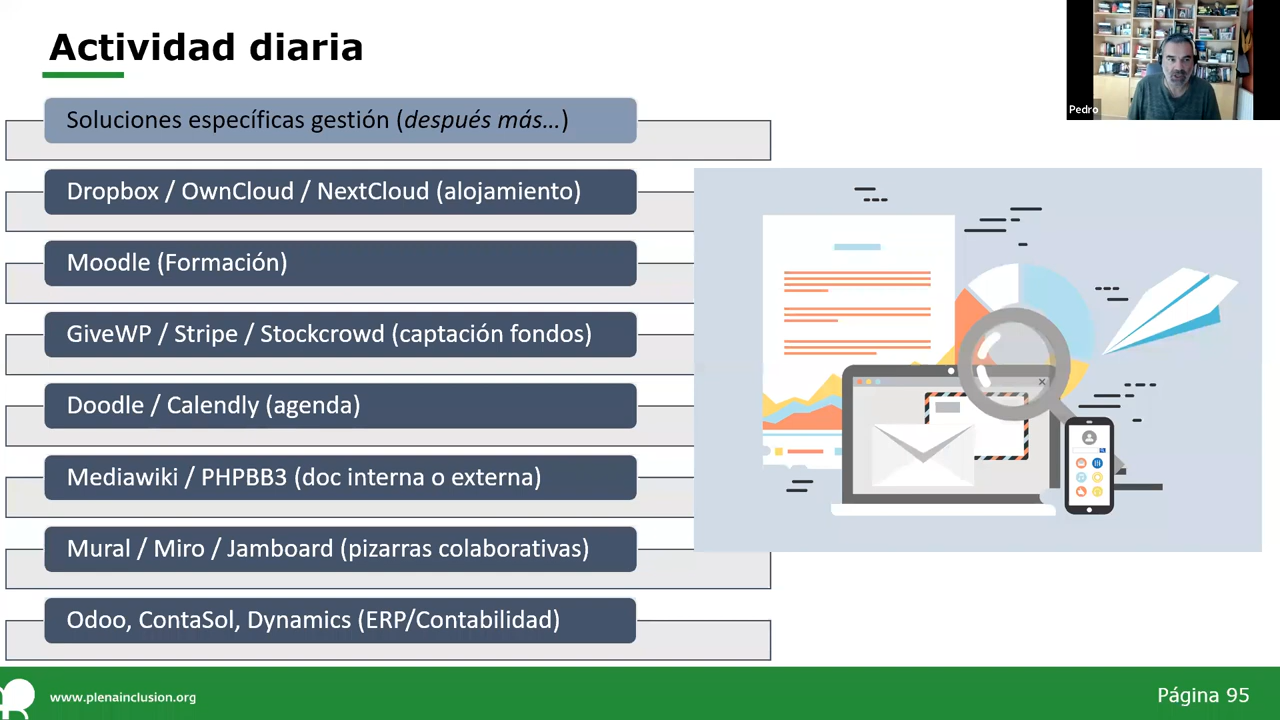 Actividad diaria
Pedro
Soluciones específicas gestión (después más...)
Dropbox / OwnCloud / NextCloud (alojamiento)
Moodle (Formación)
GiveWP / Stripe / Stockcrowd (captación fondos)
Doodle / Calendly (agenda)
Mediawiki / PHPBB3 (doc interna o externa)
Mural / Miro / Jamboard (pizarras colaborativas)
Odoo, ContaSol, Dynamics (ERP/Contabilidad)
www.plenainclusion.org
Página 95